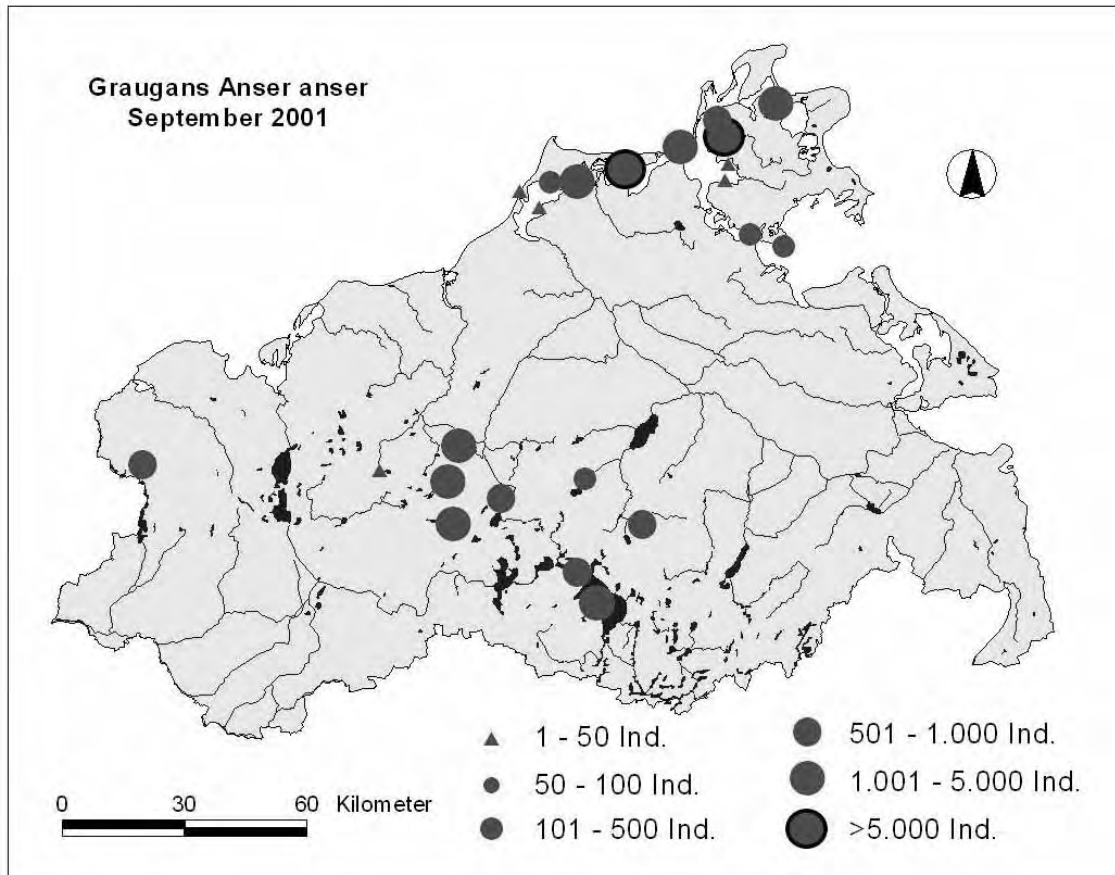 Graugans Anser anser
September 2001
1 - 50 Ind.
50 - 100 Ind.
101 - 500 Ind.
501 - 1.000 Ind.
1.001 - 5.000 Ind.
>5.000 Ind.
0 30 60 Kilometer